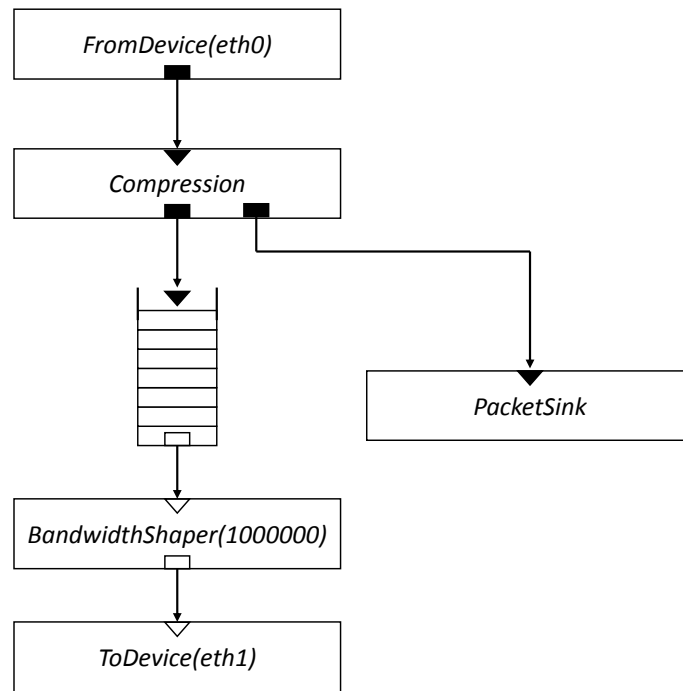 FromDevice(eth0)
Compression
PacketSink
BandwidthShaper(1000000)
ToDevice(eth1)